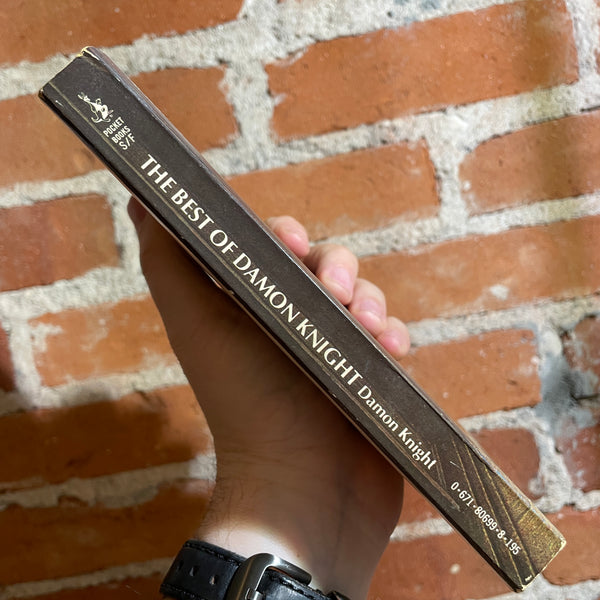 POCKET
BOOKS
S/F
THE BEST OF DAMON KNIGHT Damon Knight
0·671·80699·8·195